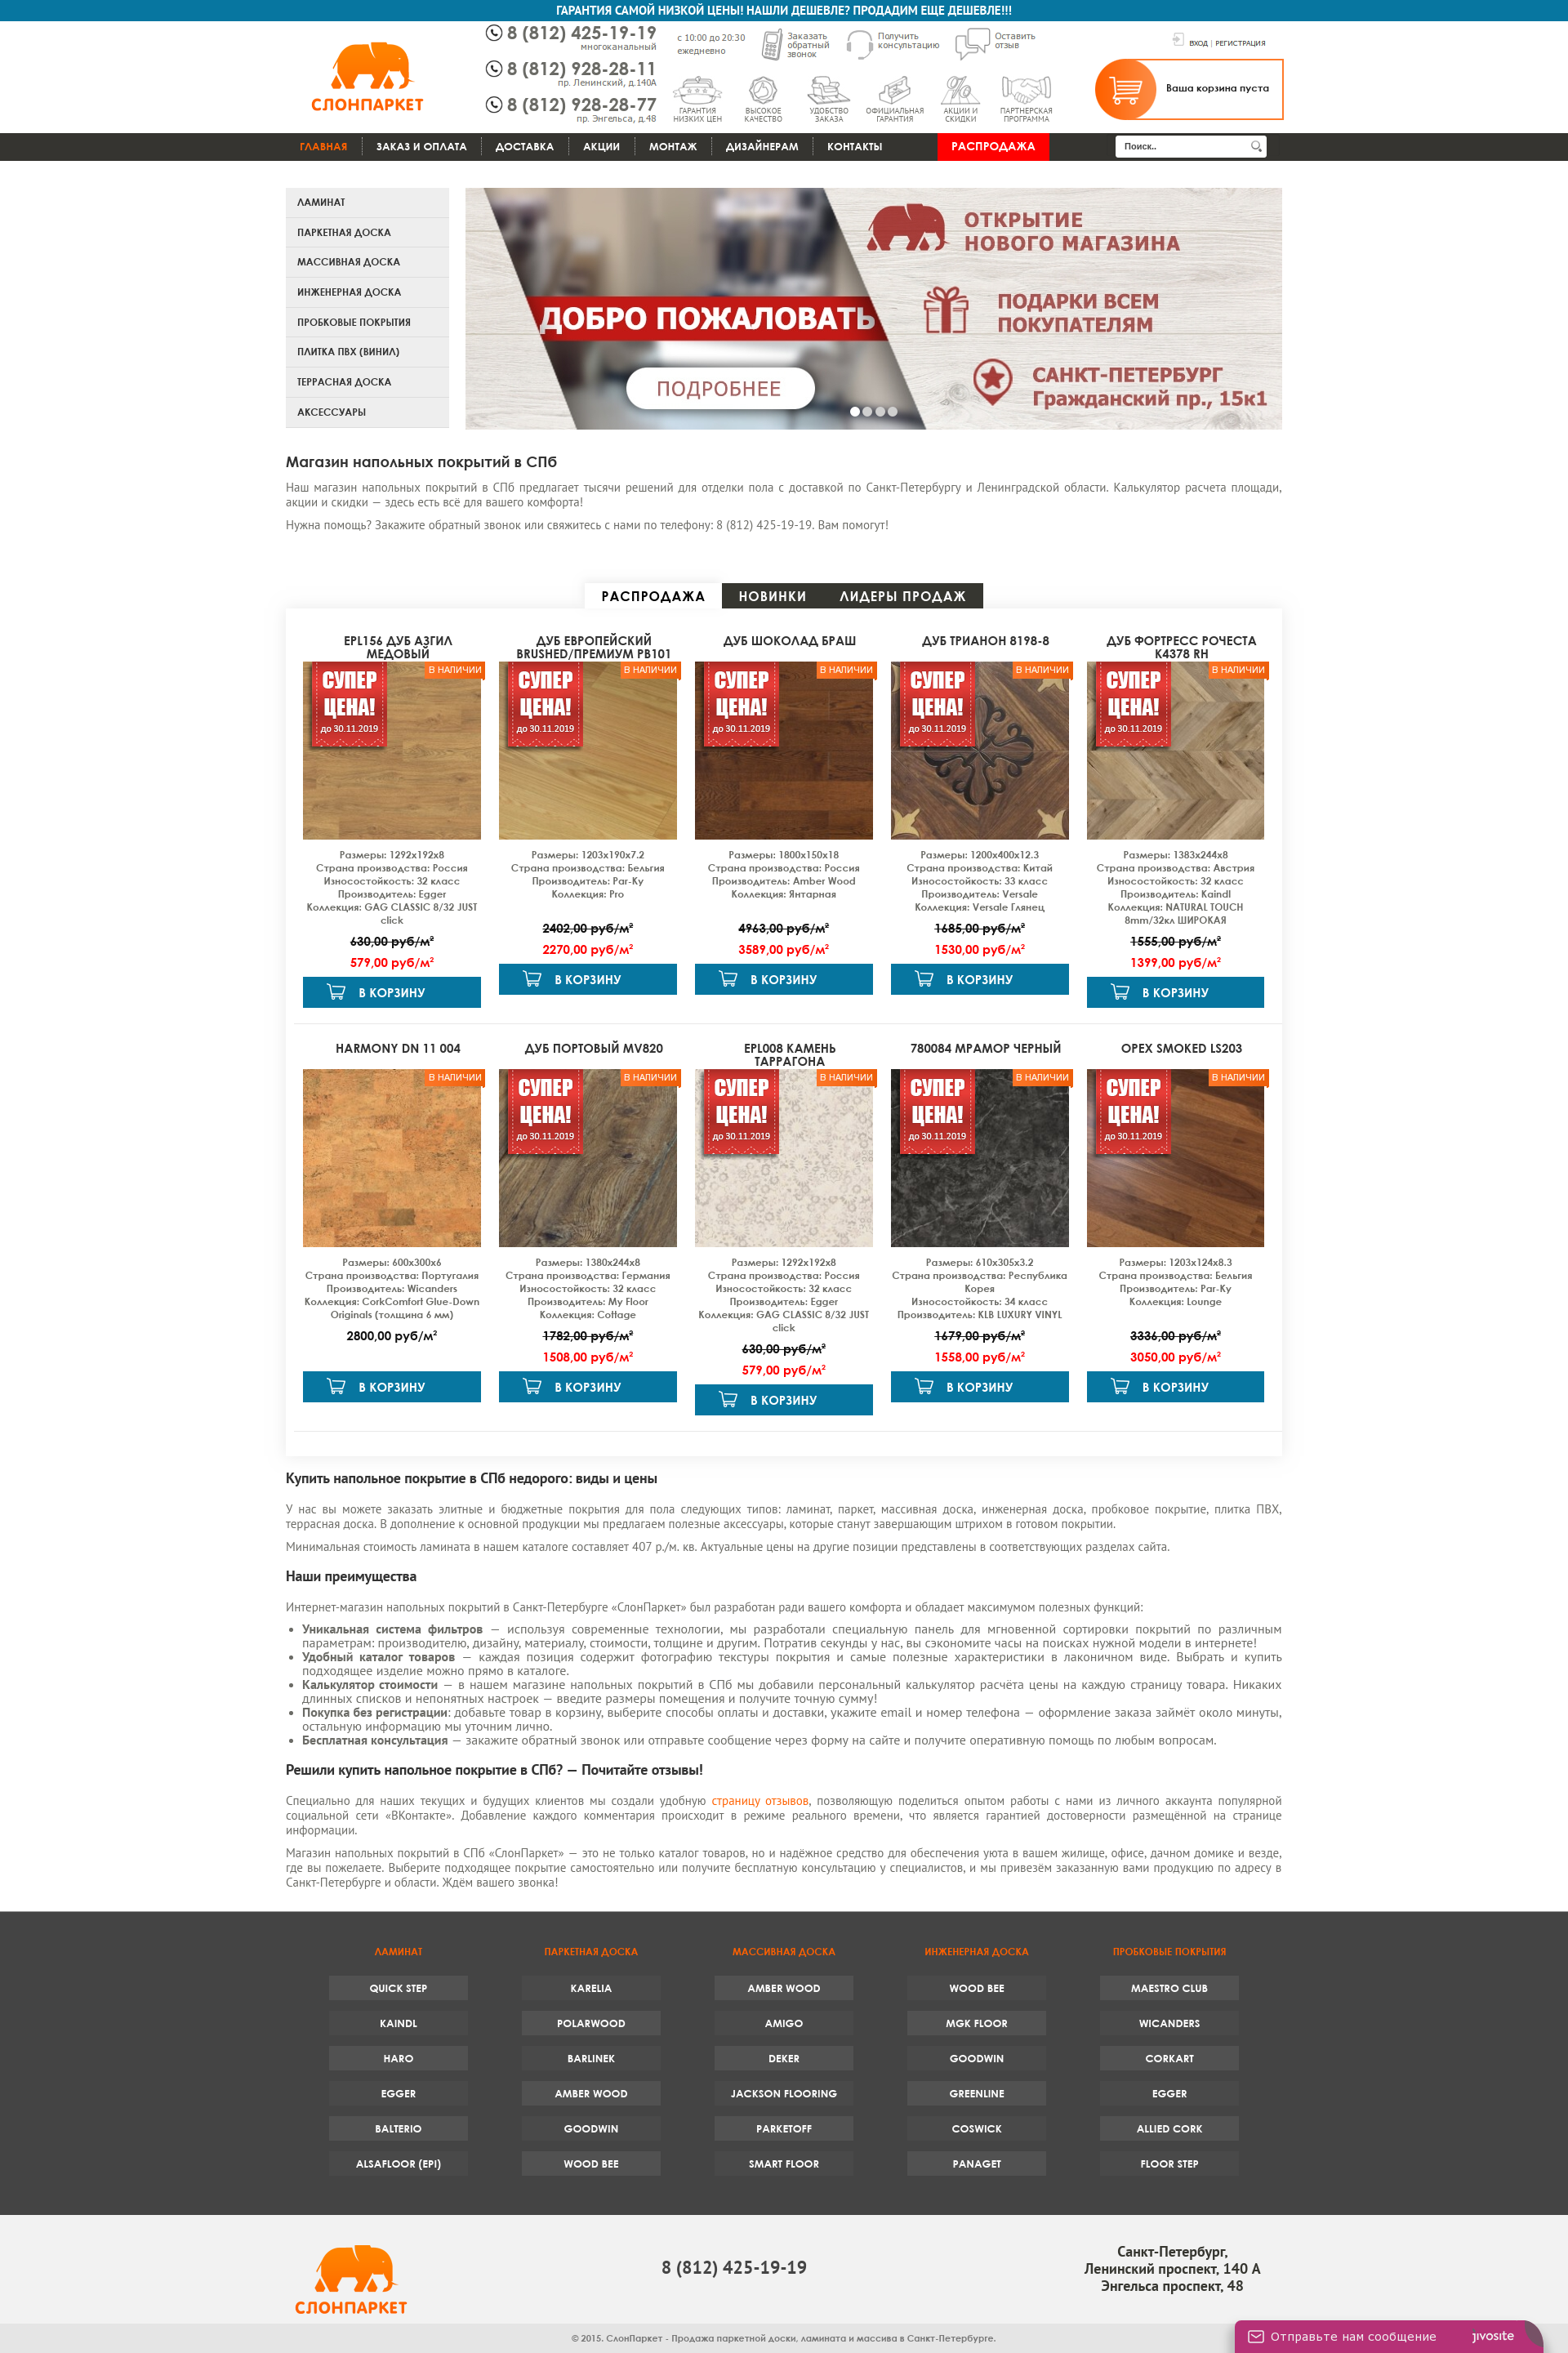 ГАРАНТИЯ САМОЙ НИЗКОЙ ЦЕНЫ! НАШЛИ ДЕШЕВЛЕ? ПРОДАДИМ ЕЩЕ ДЕШЕВЛЕ!!!
СЛОНПАРКЕТ
8 (812) 425-19-19
многоканальный
8 (812) 928-28-11
пр. Ленинский, д.140А
8 (812) 928-28-77
пр. Энгельса, д.48
с 10:00 до 20:30
ежедневно
Заказать
обратный
звонок
Получить
консультацию
Оставить
отзыв
ГАРАНТИЯ
НИЗКИХ ЦЕН
ВЫСОКОЕ
КАЧЕСТВО
УДОБСТВО
ЗАКАЗА
ОФИЦИАЛЬНАЯ
ГАРАНТИЯ
АКЦИИ И
СКИДКИ
ПАРТНЕРСКАЯ
ПРОГРАММА
ВХОД | РЕГИСТРАЦИЯ
Ваша корзина пуста
ГЛАВНАЯ ЗАКАЗ И ОПЛАТА ДОСТАВКА АКЦИИ МОНТАЖ ДИЗАЙНЕРАМ КОНТАКТЫ РАСПРОДАЖА Поиск..
ЛАМИНАТ
ПАРКЕТНАЯ ДОСКА
МАССИВНАЯ ДОСКА
ИНЖЕНЕРНАЯ ДОСКА
ПРОБКОВЫЕ ПОКРЫТИЯ
ПЛИТКА ПВХ (ВИНИЛ)
ТЕРРАСНАЯ ДОСКА
АКСЕССУАРЫ
ДОБРО ПОЖАЛОВАТЬ
ПОДРОБНЕЕ
ОТКРЫТИЕ
НОВОГО МАГАЗИНА
ПОДАРКИ ВСЕМ
ПОКУПАТЕЛЯМ
САНКТ-ПЕТЕРБУРГ
Гражданский пр., 15к1
Магазин напольных покрытий в СПб
Наш магазин напольных покрытий в СПб предлагает тысячи решений для отделки пола с доставкой по Санкт-Петербургу и Ленинградской области. Калькулятор расчета площади,
акции и скидки — здесь есть всё для вашего комфорта!
Нужна помощь? Закажите обратный звонок или свяжитесь с нами по телефону: 8 (812) 425-19-19. Вам помогут!
РАСПРОДАЖА НОВИНКИ ЛИДЕРЫ ПРОДАЖ
EPL156 ДУБ АЗГИЛ
МЕДОВЫЙ
В НАЛИЧИИ
СУПЕР
ЦЕНА!
до 30.11.2019
Размеры: 1292x192x8
Страна производства: Россия
Износостойкость: 32 класс
Производитель: Egger
Коллекция: GAG CLASSIC 8/32 JUST
click
630,00 руб/м²
579,00 руб/м²
В КОРЗИНУ
ДУБ ЕВРОПЕЙСКИЙ
BRUSHED/ПРЕМИУМ PB101
В НАЛИЧИИ
СУПЕР
ЦЕНА!
до 30.11.2019
Размеры: 1203x190x7.2
Страна производства: Бельгия
Производитель: Par-Ky
Коллекция: Pro
2402,00 руб/м²
2270,00 руб/м²
В КОРЗИНУ
ДУБ ШОКОЛАД БРАШ
В НАЛИЧИИ
СУПЕР
ЦЕНА!
до 30.11.2019
Размеры: 1800x150x18
Страна производства: Россия
Производитель: Amber Wood
Коллекция: Янтарная
4963,00 руб/м²
3589,00 руб/м²
В КОРЗИНУ
ДУБ ТРИАНОН 8198-8
В НАЛИЧИИ
СУПЕР
ЦЕНА!
до 30.11.2019
Размеры: 1200x400x12.3
Страна производства: Китай
Износостойкость: 33 класс
Производитель: Versale
Коллекция: Versale Глянец
1685,00 руб/м²
1530,00 руб/м²
В КОРЗИНУ
ДУБ ФОРТРЕСС РОЧЕСТА
K4378 RH
В НАЛИЧИИ
СУПЕР
ЦЕНА!
до 30.11.2019
Размеры: 1383x244x8
Страна производства: Австрия
Износостойкость: 32 класс
Производитель: Kaindl
Коллекция: NATURAL TOUCH
8mm/32кл ШИРОКАЯ
1555,00 руб/м²
1399,00 руб/м²
В КОРЗИНУ
HARMONY DN 11 004
В НАЛИЧИИ
Размеры: 600x300x6
Страна производства: Португалия
Производитель: Wicanders
Коллекция: CorkComfort Glue-Down
Originals (толщина 6 мм)
2800,00 руб/м²
В КОРЗИНУ
ДУБ ПОРТОВЫЙ MV820
В НАЛИЧИИ
СУПЕР
ЦЕНА!
до 30.11.2019
Размеры: 1380x244x8
Страна производства: Германия
Износостойкость: 32 класс
Производитель: My Floor
Коллекция: Cottage
1782,00 руб/м²
1508,00 руб/м²
В КОРЗИНУ
EPL008 КАМЕНЬ
ТАРРАГОНА
В НАЛИЧИИ
СУПЕР
ЦЕНА!
до 30.11.2019
Размеры: 1292x192x8
Страна производства: Россия
Износостойкость: 32 класс
Производитель: Egger
Коллекция: GAG CLASSIC 8/32 JUST
click
630,00 руб/м²
579,00 руб/м²
В КОРЗИНУ
780084 МРАМОР ЧЕРНЫЙ
В НАЛИЧИИ
СУПЕР
ЦЕНА!
до 30.11.2019
Размеры: 610x305x3.2
Страна производства: Республика
Корея
Износостойкость: 34 класс
Производитель: KLB LUXURY VINYL
1679,00 руб/м²
1558,00 руб/м²
В КОРЗИНУ
ОРЕХ SMOKED LS203
В НАЛИЧИИ
СУПЕР
ЦЕНА!
до 30.11.2019
Размеры: 1203x124x8.3
Страна производства: Бельгия
Производитель: Par-Ky
Коллекция: Lounge
3336,00 руб/м²
3050,00 руб/м²
В КОРЗИНУ
Купить напольное покрытие в СПб недорого: виды и цены
У нас вы можете заказать элитные и бюджетные покрытия для пола следующих типов: ламинат, паркет, массивная доска, инженерная доска, пробковое покрытие, плитка ПВХ,
террасная доска. В дополнение к основной продукции мы предлагаем полезные аксессуары, которые станут завершающим штрихом в готовом покрытии.
Минимальная стоимость ламината в нашем каталоге составляет 407 р./м. кв. Актуальные цены на другие позиции представлены в соответствующих разделах сайта.
Наши преимущества
Интернет-магазин напольных покрытий в Санкт-Петербурге «СлонПаркет» был разработан ради вашего комфорта и обладает максимумом полезных функций:
• Уникальная система фильтров — используя современные технологии, мы разработали специальную панель для мгновенной сортировки покрытий по различным
параметрам: производителю, дизайну, материалу, стоимости, толщине и другим. Потратив секунды у нас, вы сэкономите часы на поисках нужной модели в интернете!
• Удобный каталог товаров — каждая позиция содержит фотографию текстуры покрытия и самые полезные характеристики в лаконичном виде. Выбрать и купить
подходящее изделие можно прямо в каталоге.
• Калькулятор стоимости — в нашем магазине напольных покрытий в СПб мы добавили персональный калькулятор расчёта цены на каждую страницу товара. Никаких
длинных списков и непонятных настроек — введите размеры помещения и получите точную сумму!
• Покупка без регистрации: добавьте товар в корзину, выберите способы оплаты и доставки, укажите email и номер телефона — оформление заказа займёт около минуты,
остальную информацию мы уточним лично.
• Бесплатная консультация — закажите обратный звонок или отправьте сообщение через форму на сайте и получите оперативную помощь по любым вопросам.
Решили купить напольное покрытие в СПб? — Почитайте отзывы!
Специально для наших текущих и будущих клиентов мы создали удобную страницу отзывов, позволяющую поделиться опытом работы с нами из личного аккаунта популярной
социальной сети «ВКонтакте». Добавление каждого комментария происходит в режиме реального времени, что является гарантией достоверности размещённой на странице
информации.
Магазин напольных покрытий в СПб «СлонПаркет» — это не только каталог товаров, но и надёжное средство для обеспечения уюта в вашем жилище, офисе, дачном домике и везде,
где вы пожелаете. Выберите подходящее покрытие самостоятельно или получите бесплатную консультацию у специалистов, и мы привезём заказанную вами продукцию по адресу в
Санкт-Петербурге и области. Ждём вашего звонка!
ЛАМИНАТ ПАРКЕТНАЯ ДОСКА МАССИВНАЯ ДОСКА ИНЖЕНЕРНАЯ ДОСКА ПРОБКОВЫЕ ПОКРЫТИЯ
QUICK STEP KARELIA AMBER WOOD WOOD BEE MAESTRO CLUB
KAINDL POLARWOOD AMIGO MGK FLOOR WICANDERS
HARO BARLINEK DEKER GOODWIN CORKART
EGGER AMBER WOOD JACKSON FLOORING GREENLINE EGGER
BALTERIO GOODWIN PARKETOFF COSWICK ALLIED CORK
ALSAFLOOR (EPI) WOOD BEE SMART FLOOR PANAGET FLOOR STEP
СЛОНПАРКЕТ
8 (812) 425-19-19
Санкт-Петербург,
Ленинский проспект, 140 А
Энгельса проспект, 48
© 2015. СлонПаркет - Продажа паркетной доски, ламината и массива в Санкт-Петербурге.
Отправьте нам сообщение jivosite